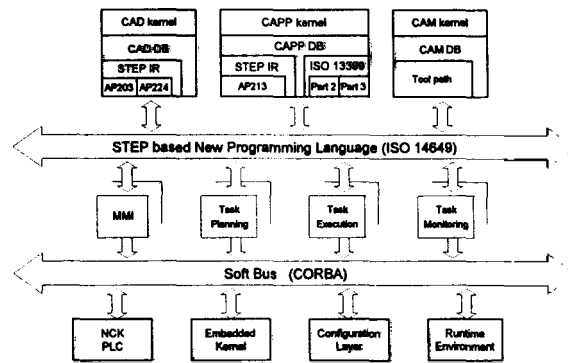 CAD kernel
CAD DB
STEP IR
AP203 AP224
CAPP kernel
CAPP DB
STEP IR
ISO 13399
AP213
Part 2 Part 3
CAM kernel
CAM DB
Tool path
STEP based New Programming Language (ISO 14649)
MMI
Task
Planning
Task
Execution
Task
Monitoring
Soft Bus (CORBA)
NCK
PLC
Embedded
Kernel
Configuration
Layer
Runtime
Environment